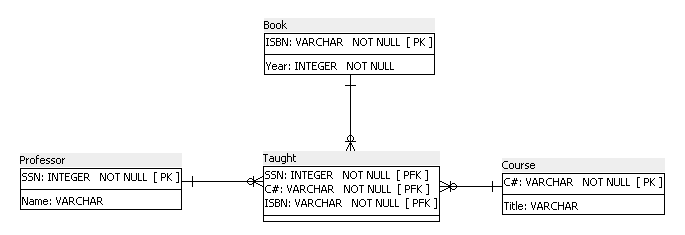 Book
ISBN: VARCHAR NOT NULL [ PK ]
Year: INTEGER NOT NULL
Professor
SSN: INTEGER NOT NULL [ PK ]
Name: VARCHAR
Taught
SSN: INTEGER NOT NULL [ PFK ]
C#: VARCHAR NOT NULL [ PFK ]
ISBN: VARCHAR NOT NULL [ PFK ]
Course
C#: VARCHAR NOT NULL [ PK ]
Title: VARCHAR